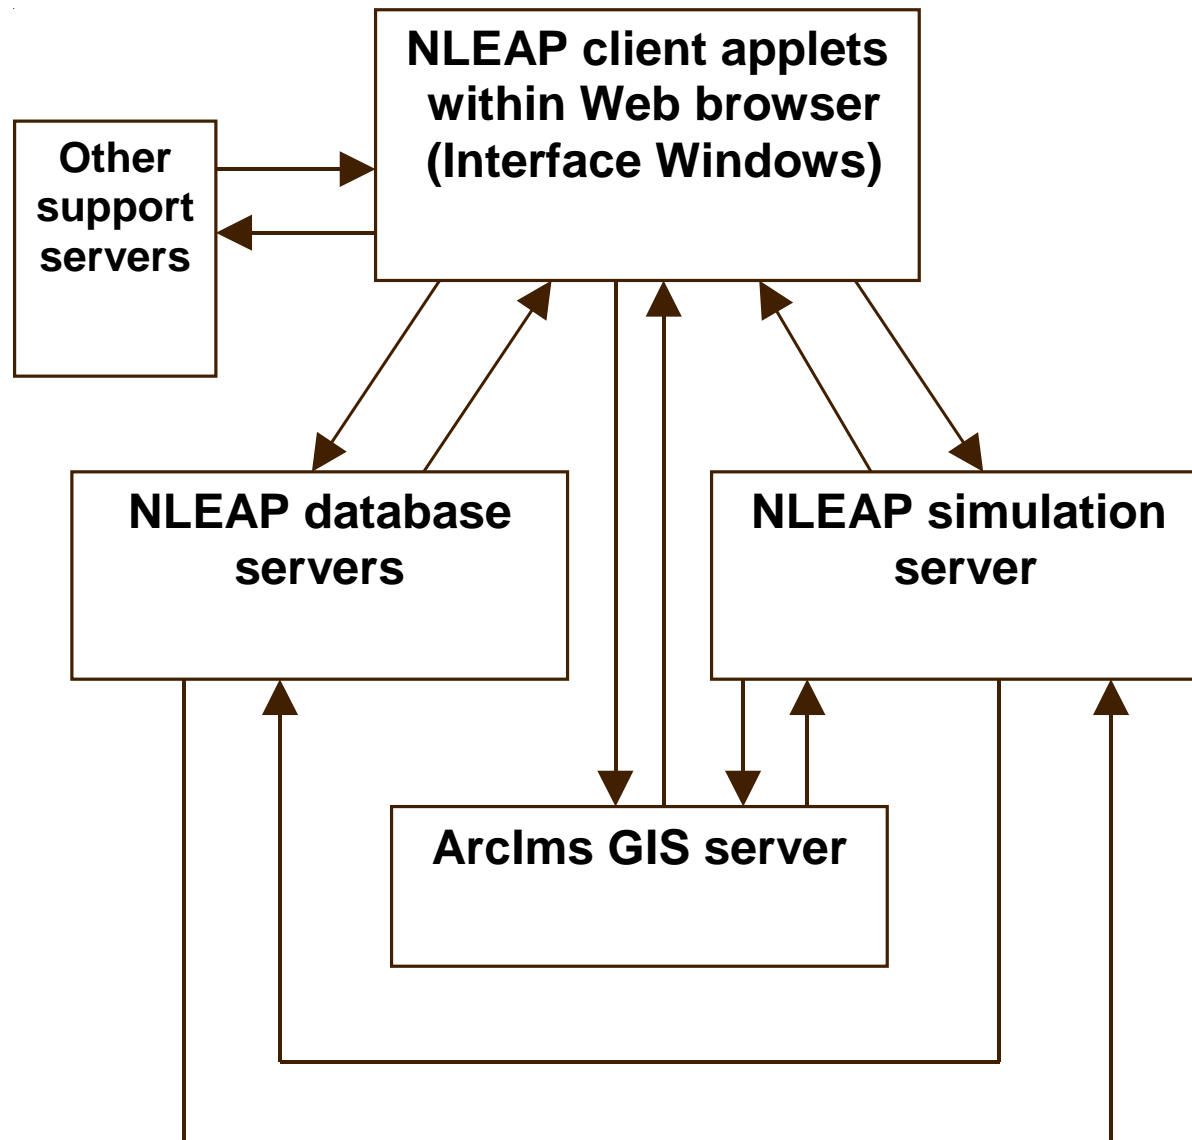 NLEAP client applets
within Web browser
(Interface Windows)
Other
support
servers
NLEAP database
servers
NLEAP simulation
server
ArcIms GIS server